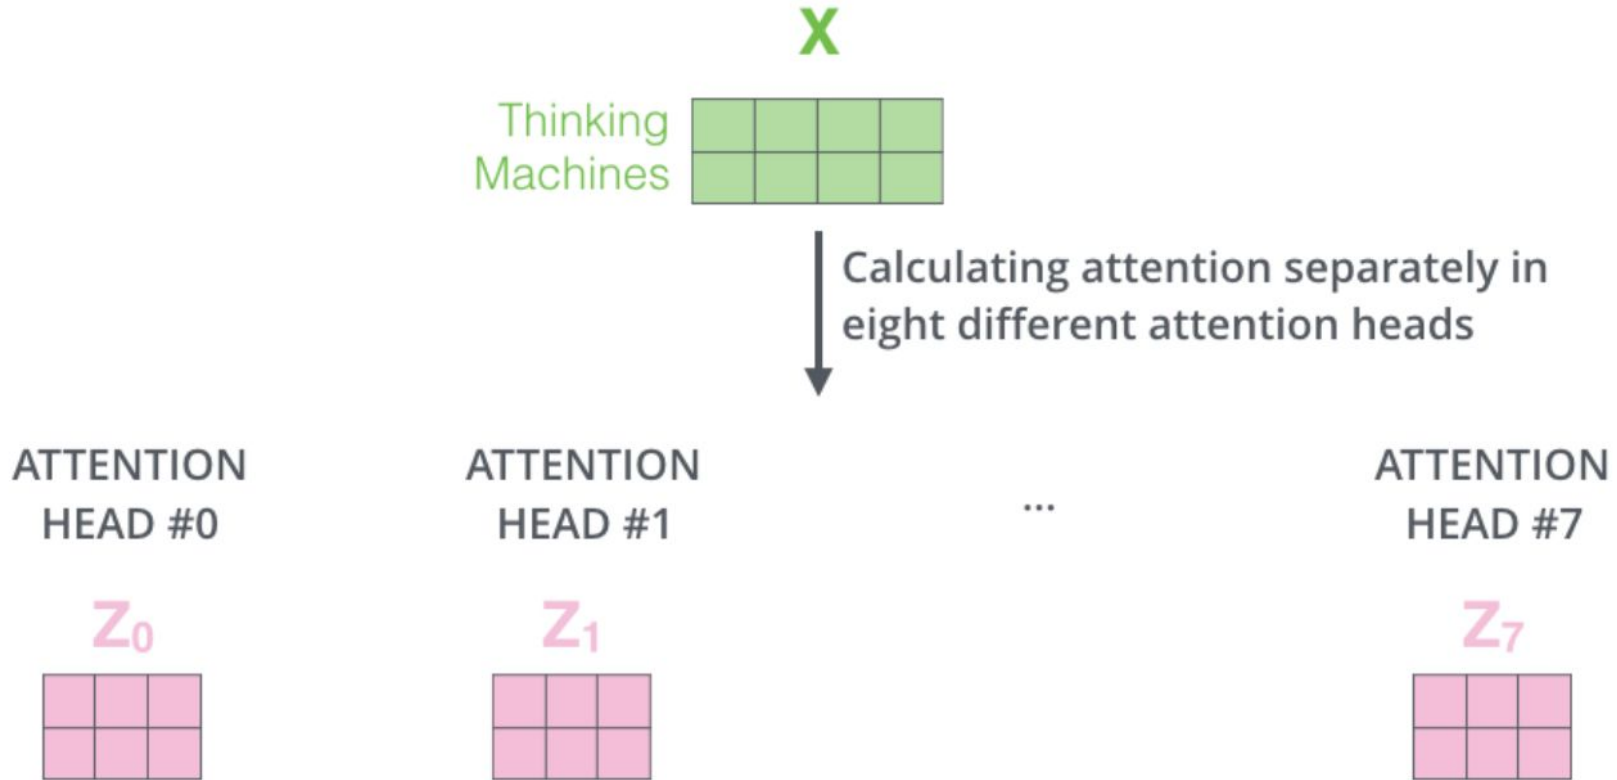 X
Thinking
Machines
Calculating attention separately in
eight different attention heads
ATTENTION
HEAD #0
ATTENTION
HEAD #1
...
ATTENTION
HEAD #7
Z0
Z1
Z7